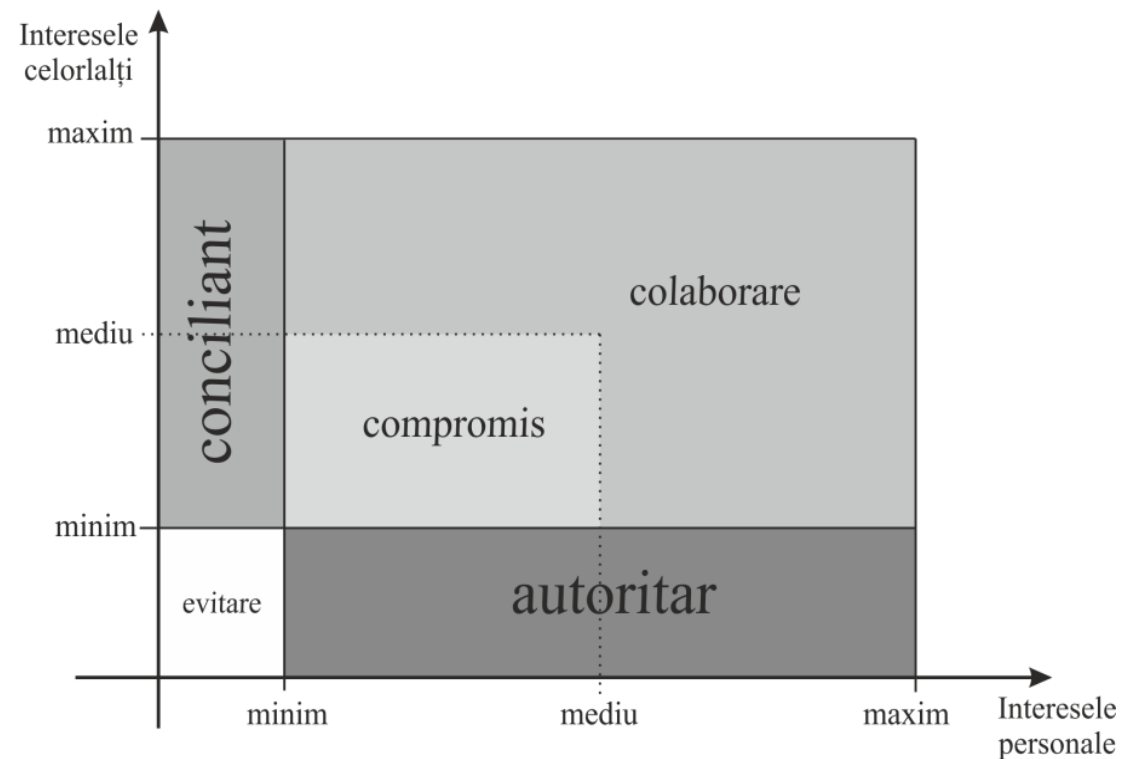 Interesele
celorlalți
maxim
conciliant
colaborare
mediu
compromis
minim
evitare
autoritar
minim
mediu
maxim
Interesele
personale